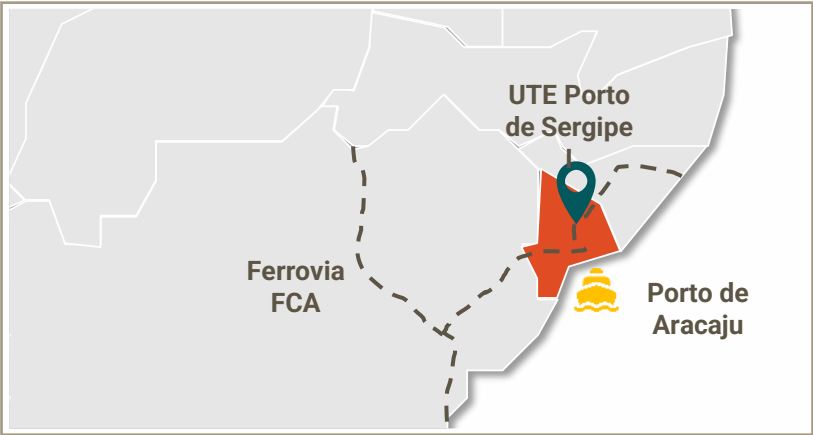 UTE Porto
de Sergipe
Ferrovia
FCA
Porto de
Aracaju